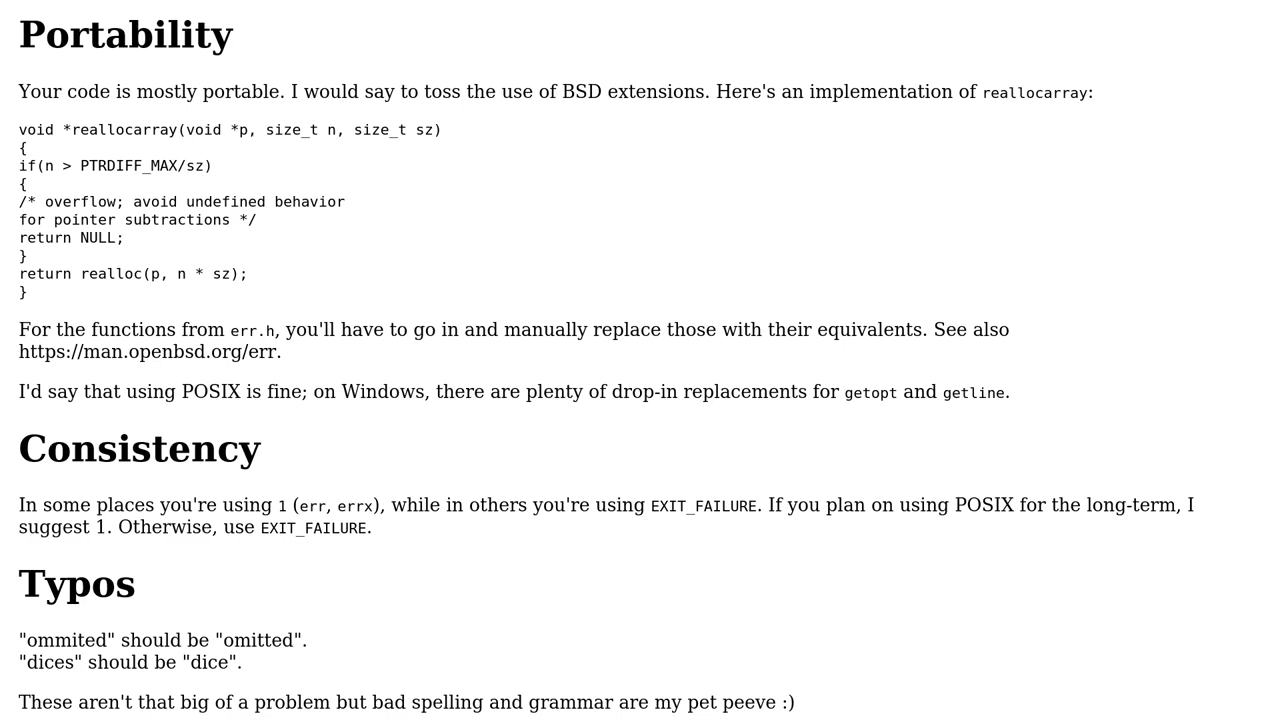 Portability
Your code is mostly portable. I would say to toss the use of BSD extensions. Here's an implementation of reallocarray:
void *reallocarray(void *p, size_t n, size_t sz)
{
if(n > PTRDIFF_MAX/sz)
{
/* overflow; avoid undefined behavior
for pointer subtractions */
return NULL;
}
return realloc(p, n * sz);
}
For the functions from err.h, you'll have to go in and manually replace those with their equivalents. See also
https://man.openbsd.org/err.
I'd say that using POSIX is fine; on Windows, there are plenty of drop-in replacements for getopt and getline.
Consistency
In some places you're using 1 (err, errx), while in others you're using EXIT_FAILURE. If you plan on using POSIX for the long-term, I
suggest 1. Otherwise, use EXIT_FAILURE.
Typos
"ommited" should be "omitted".
"dices" should be "dice".
These aren't that big of a problem but bad spelling and grammar are my pet peeve :)